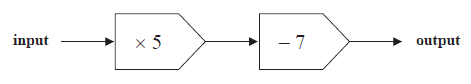 input × 5 – 7 output